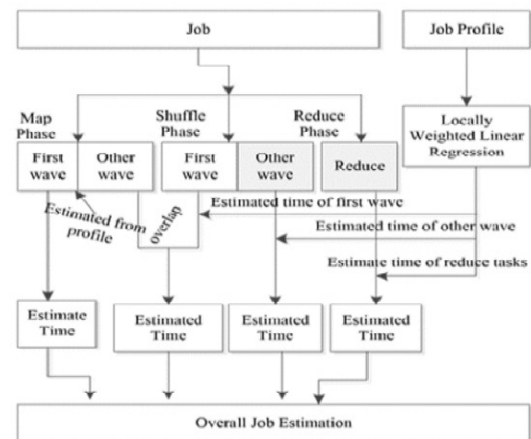 Job
Job Profile
Map
Phase
Shuffle
Phase
Reduce
Phase
Locally
Weighted Linear
Regression
First
wave
Other
wave
First
wave
Other
wave
Reduce
Estimated from
profile
overlap
Estimated time of first wave
Estimated time of other wave
Estimate time of reduce tasks
Estimate
Time
Estimated
Time
Estimated
Time
Estimated
Time
Overall Job Estimation